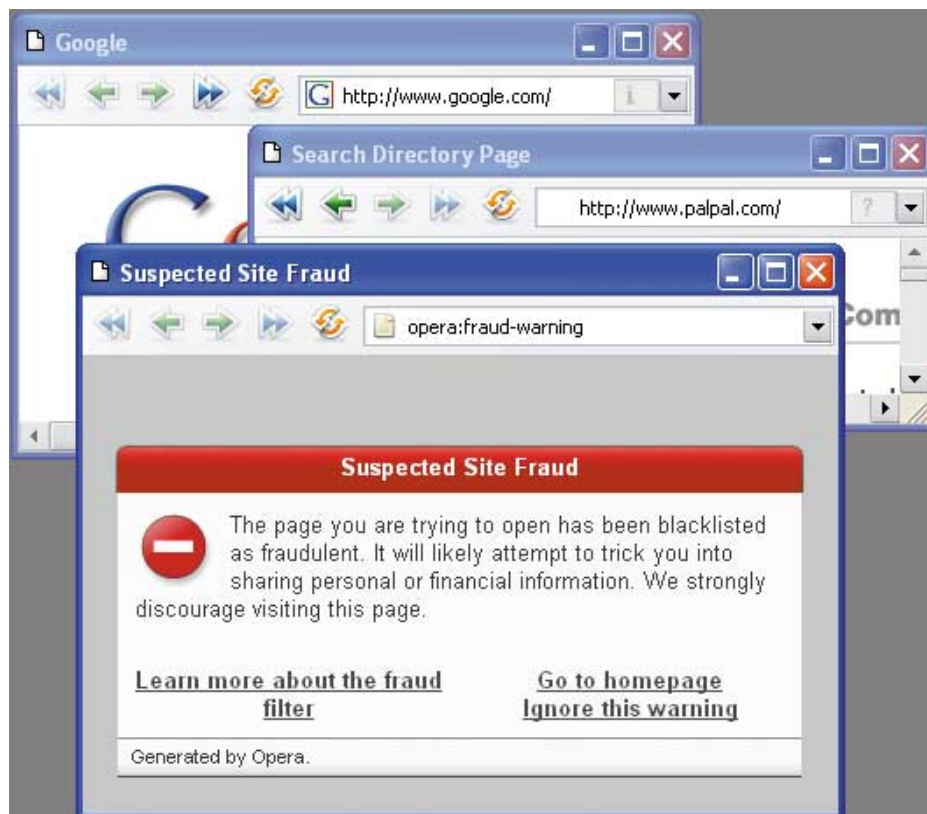 Google
http://www.google.com/
Search Directory Page
http://www.palpal.com/
Suspected Site Fraud
opera:fraud-warning
Com
Suspected Site Fraud
The page you are trying to open has been blacklisted
as fraudulent. It will likely attempt to trick you into
sharing personal or financial information. We strongly
discourage visiting this page.
Learn more about the fraud
filter
Go to homepage
Ignore this warning
Generated by Opera.